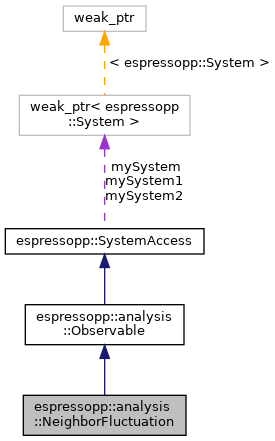 weak_ptr
< espressopp::System >
weak_ptr< espressopp
::System >
mySystem
mySystem1
mySystem2
espressopp::SystemAccess
espressopp::analysis
::Observable
espressopp::analysis
::NeighborFluctuation